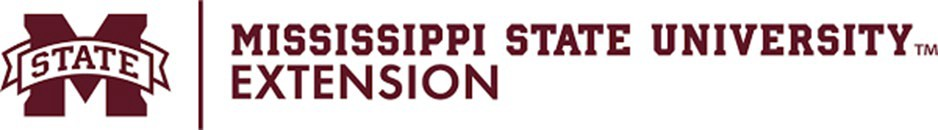 STATE
MISSISSIPPI STATE UNIVERSITY™
EXTENSION